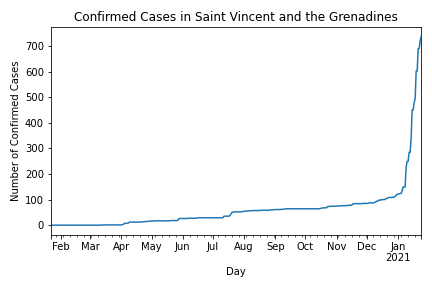 Confirmed Cases in Saint Vincent and the Grenadines
Number of Confirmed Cases
700
600
500
400
300
200
100
0
Feb Mar Apr May Jun Jul Aug Sep Oct Nov Dec Jan
2021
Day